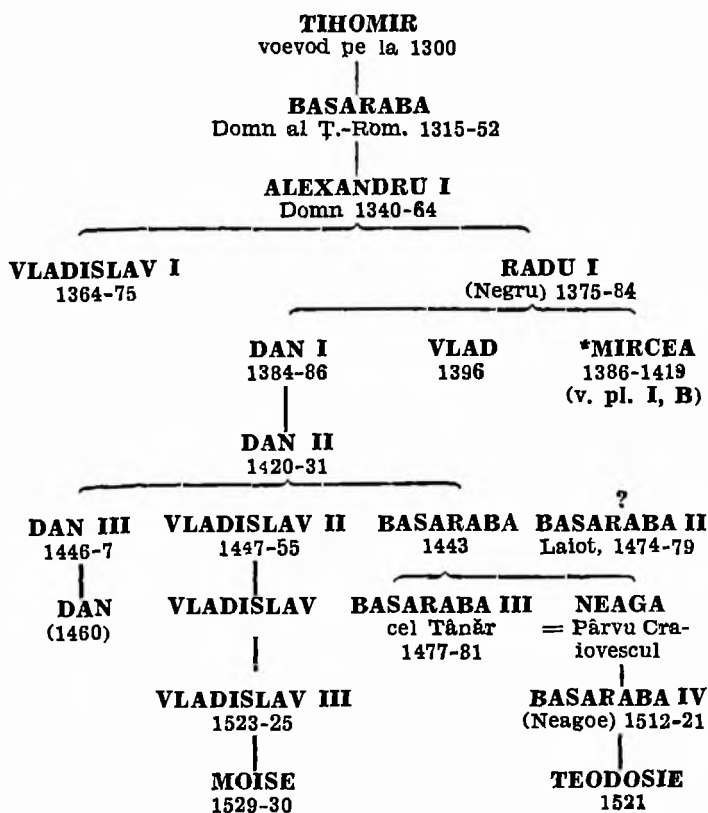 TIHOMIR
voevod pe la 1300
BASARABA
Domn al Ț.-Rom. 1315-52
ALEXANDRU I
Domn 1340-64
VLADISLAV I
1364-75
RADU I
(Negru) 1375-84
DAN I
1384-86
VLAD
1396
*MIRCEA
1386-1419
(v. pl. I, B)
DAN II
1420-31
DAN III
1446-7
VLADISLAV II
1447-55
BASARABA
1443
?
BASARABA II
Laiot, 1474-79
DAN
(1460)
VLADISLAV
BASARABA III
cel Tânăr
1477-81
NEAGA
= Pârvu Cra-
iovescul
VLADISLAV III
1523-25
BASARABA IV
(Neagoe) 1512-21
MOISE
1529-30
TEODOSIE
1521